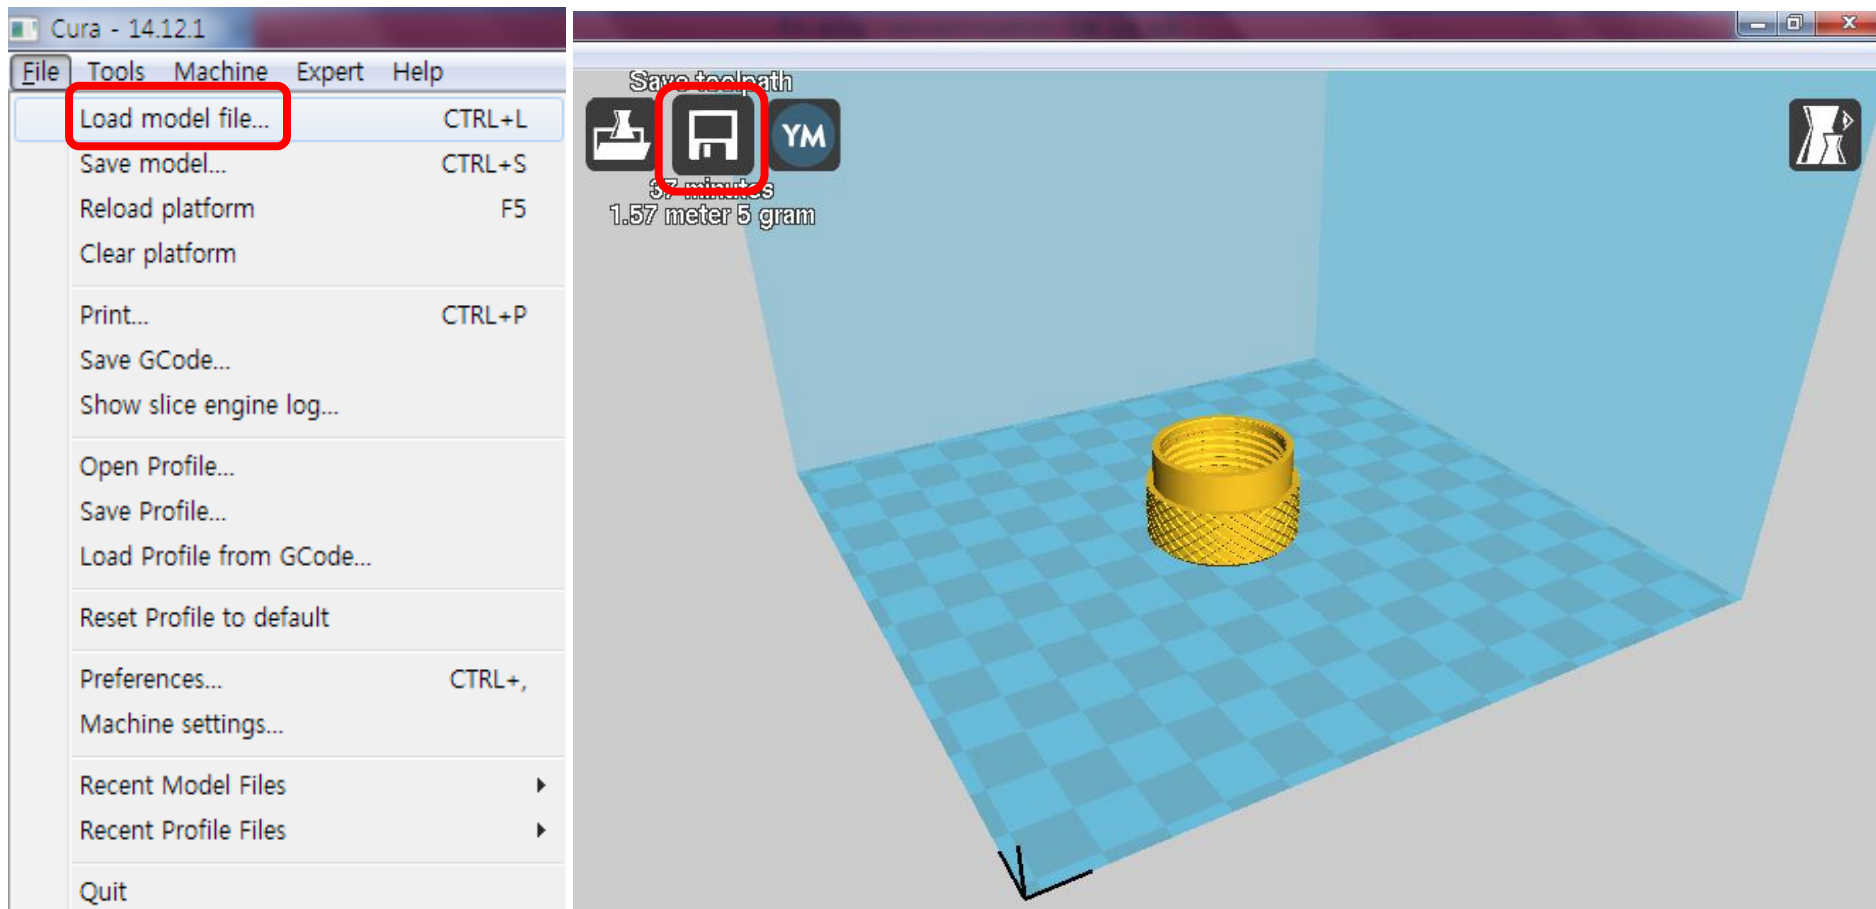 Cura - 14.12.1
File Tools Machine Expert Help
Load model file... CTRL+L
Save model... CTRL+S
Reload platform F5
Clear platform
Print... CTRL+P
Save GCode...
Show slice engine log...
Open Profile...
Save Profile...
Load Profile from GCode...
Reset Profile to default
Preferences... CTRL+,
Machine settings...
Recent Model Files
Recent Profile Files
Quit
Save toolpath
YM
37 minutes
1.57 meter 5 gram